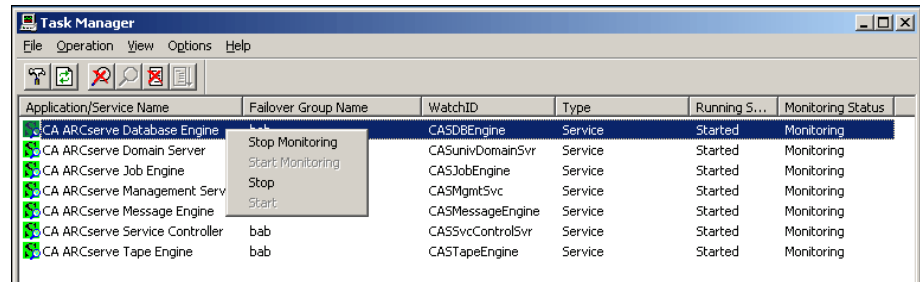 Task Manager
File Operation View Options Help
Application/Service Name Failover Group Name WatchID Type Running S... Monitoring Status
CA ARCserve Database Engine bab CASDBEngine Service Started Monitoring
Stop Monitoring
CA ARCserve Domain Server CASunivDomainSvr Service Started Monitoring
Start Monitoring
CA ARCserve Job Engine CASJobEngine Service Started Monitoring
Stop
CA ARCserve Management Serv CASMgmtSvc Service Started Monitoring
Start
CA ARCserve Message Engine CASMessageEngine Service Started Monitoring
CA ARCserve Service Controller bab CASSvcControlSvr Service Started Monitoring
CA ARCserve Tape Engine bab CASTapeEngine Service Started Monitoring